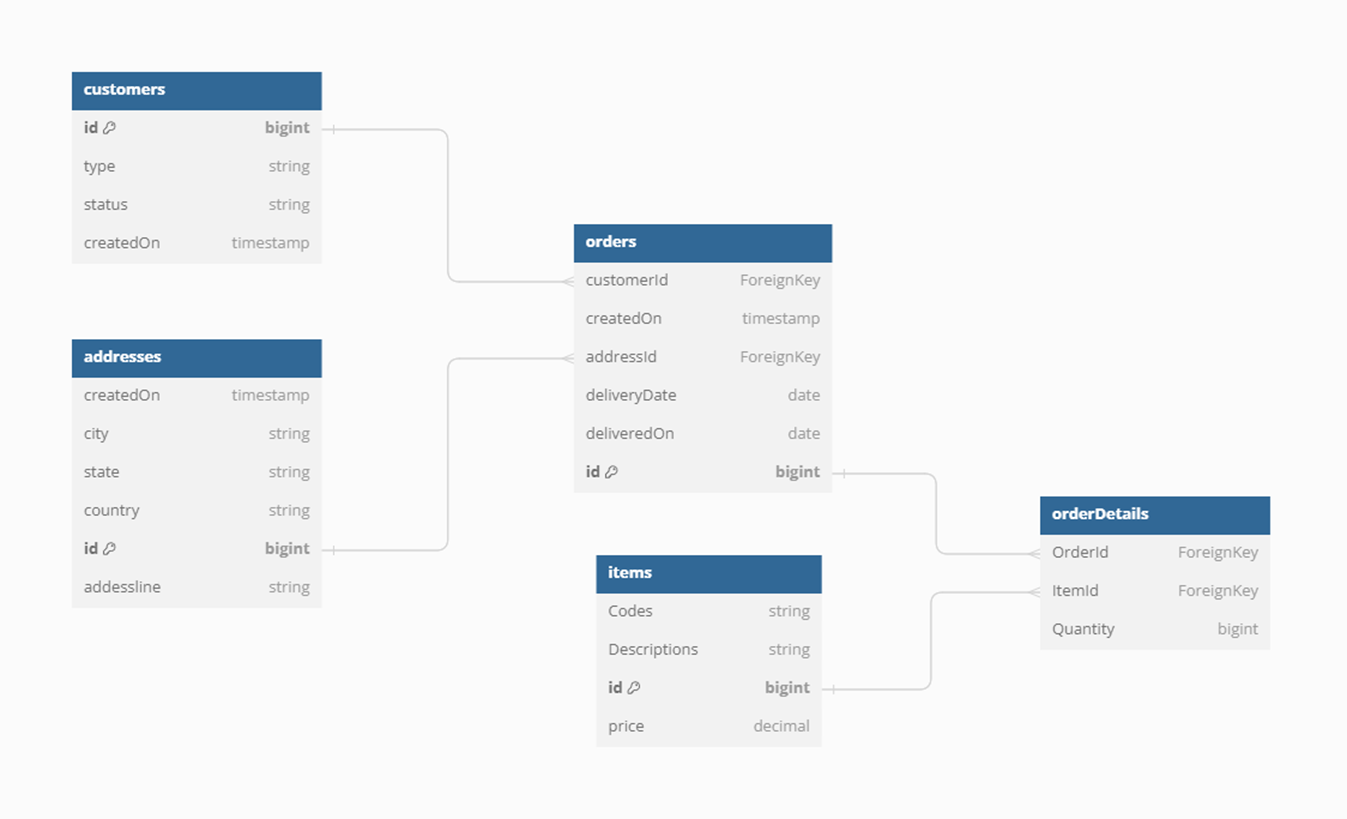 customers
id bigint
type string
status string
createdOn timestamp
addresses
createdOn timestamp
city string
state string
country string
id bigint
addessline string
orders
customerId ForeignKey
createdOn timestamp
addressId ForeignKey
deliveryDate date
deliveredOn date
id bigint
items
Codes string
Descriptions string
id bigint
price decimal
orderDetails
OrderId ForeignKey
ItemId ForeignKey
Quantity bigint